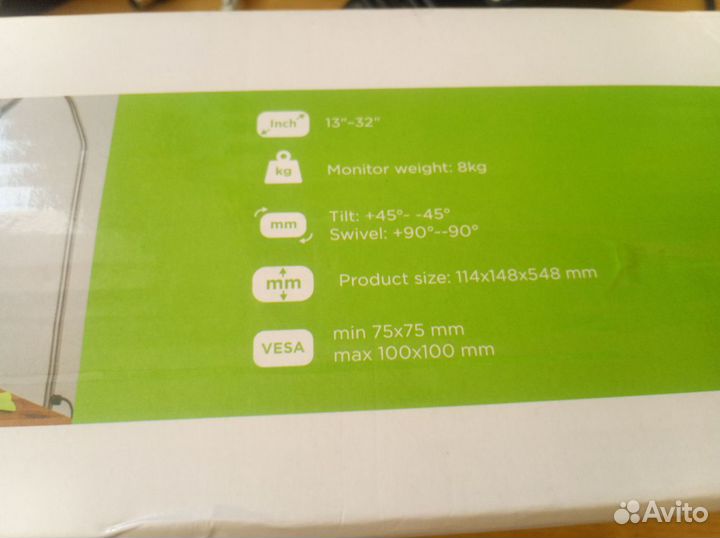 Inch 13"-32"
kg Monitor weight: 8kg
Tilt: +45°- -45°
mm
Swivel: +90°--90°
mm Product size: 114x148x548 mm
min 75x75 mm
VESA
max 100x100 mm
Avito